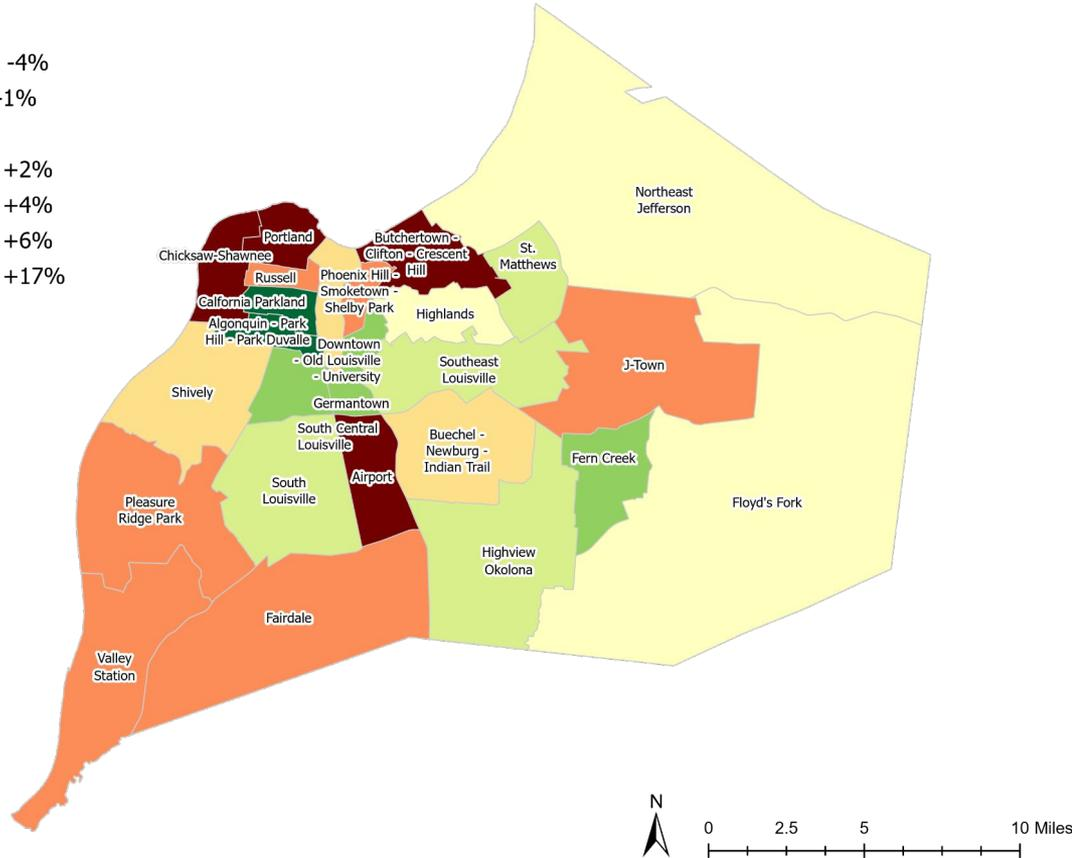 -4%
-1%
+2%
+4%
+6%
+17%
Northeast
Jefferson
Portland
Chicksaw-Shawnee
Butchertown -
Clifton - Crescent
Hill
St.
Matthews
Russell
Phoenix Hill -
Smoketown -
Shelby Park
Calfornia Parkland
Highlands
Algonquin - Park
Hill - Park Duvalle
Downtown
- Old Louisville
- University
Southeast
Louisville
J-Town
Shively
Germantown
South Central
Louisville
Buechel -
Newburg -
Indian Trail
Fern Creek
Airport
South
Louisville
Pleasure
Ridge Park
Floyd's Fork
Highview
Okolona
Fairdale
Valley
Station
N
0 2.5 5 10 Miles